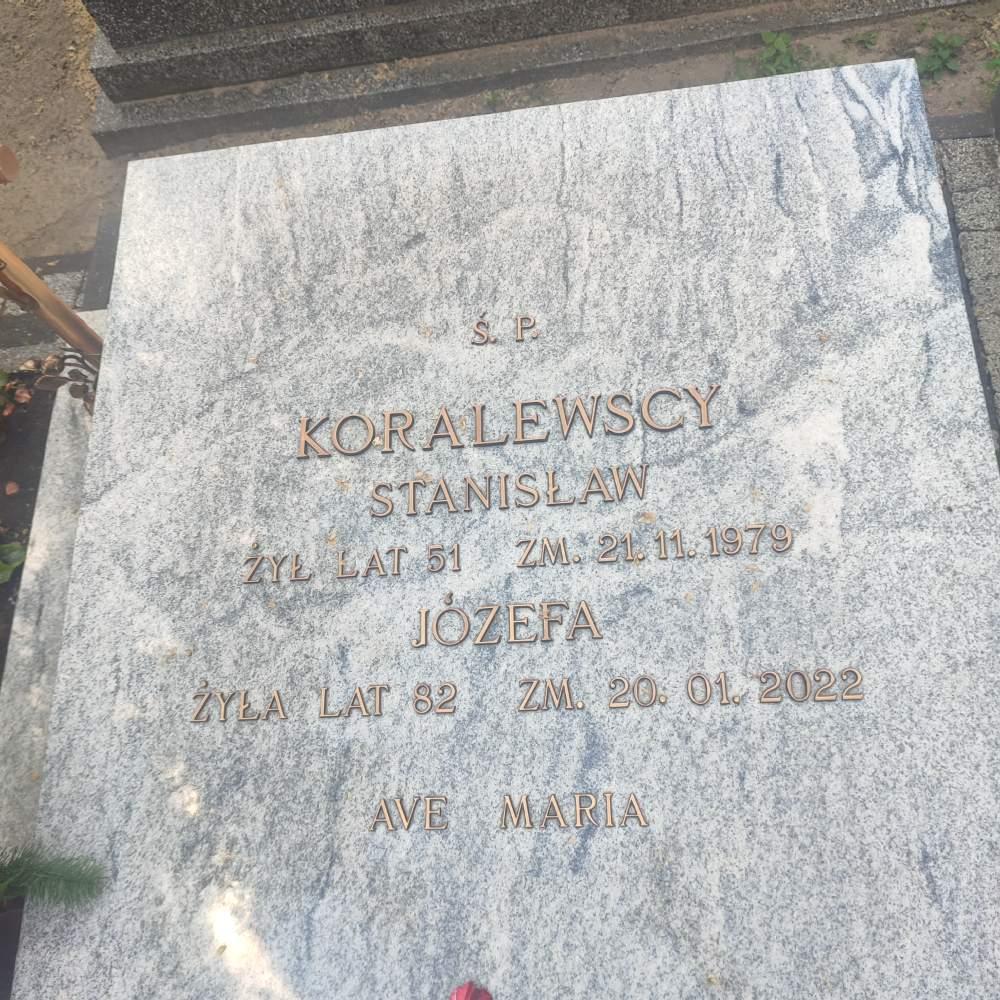 Ś. P.
KORALEWSCY
STANISŁAW
ŻYŁ LAT 51 ZM. 21.11.1979
JÓZEFA
ŻYŁA LAT 82 ZM. 20.01.2022
AVE MARIA